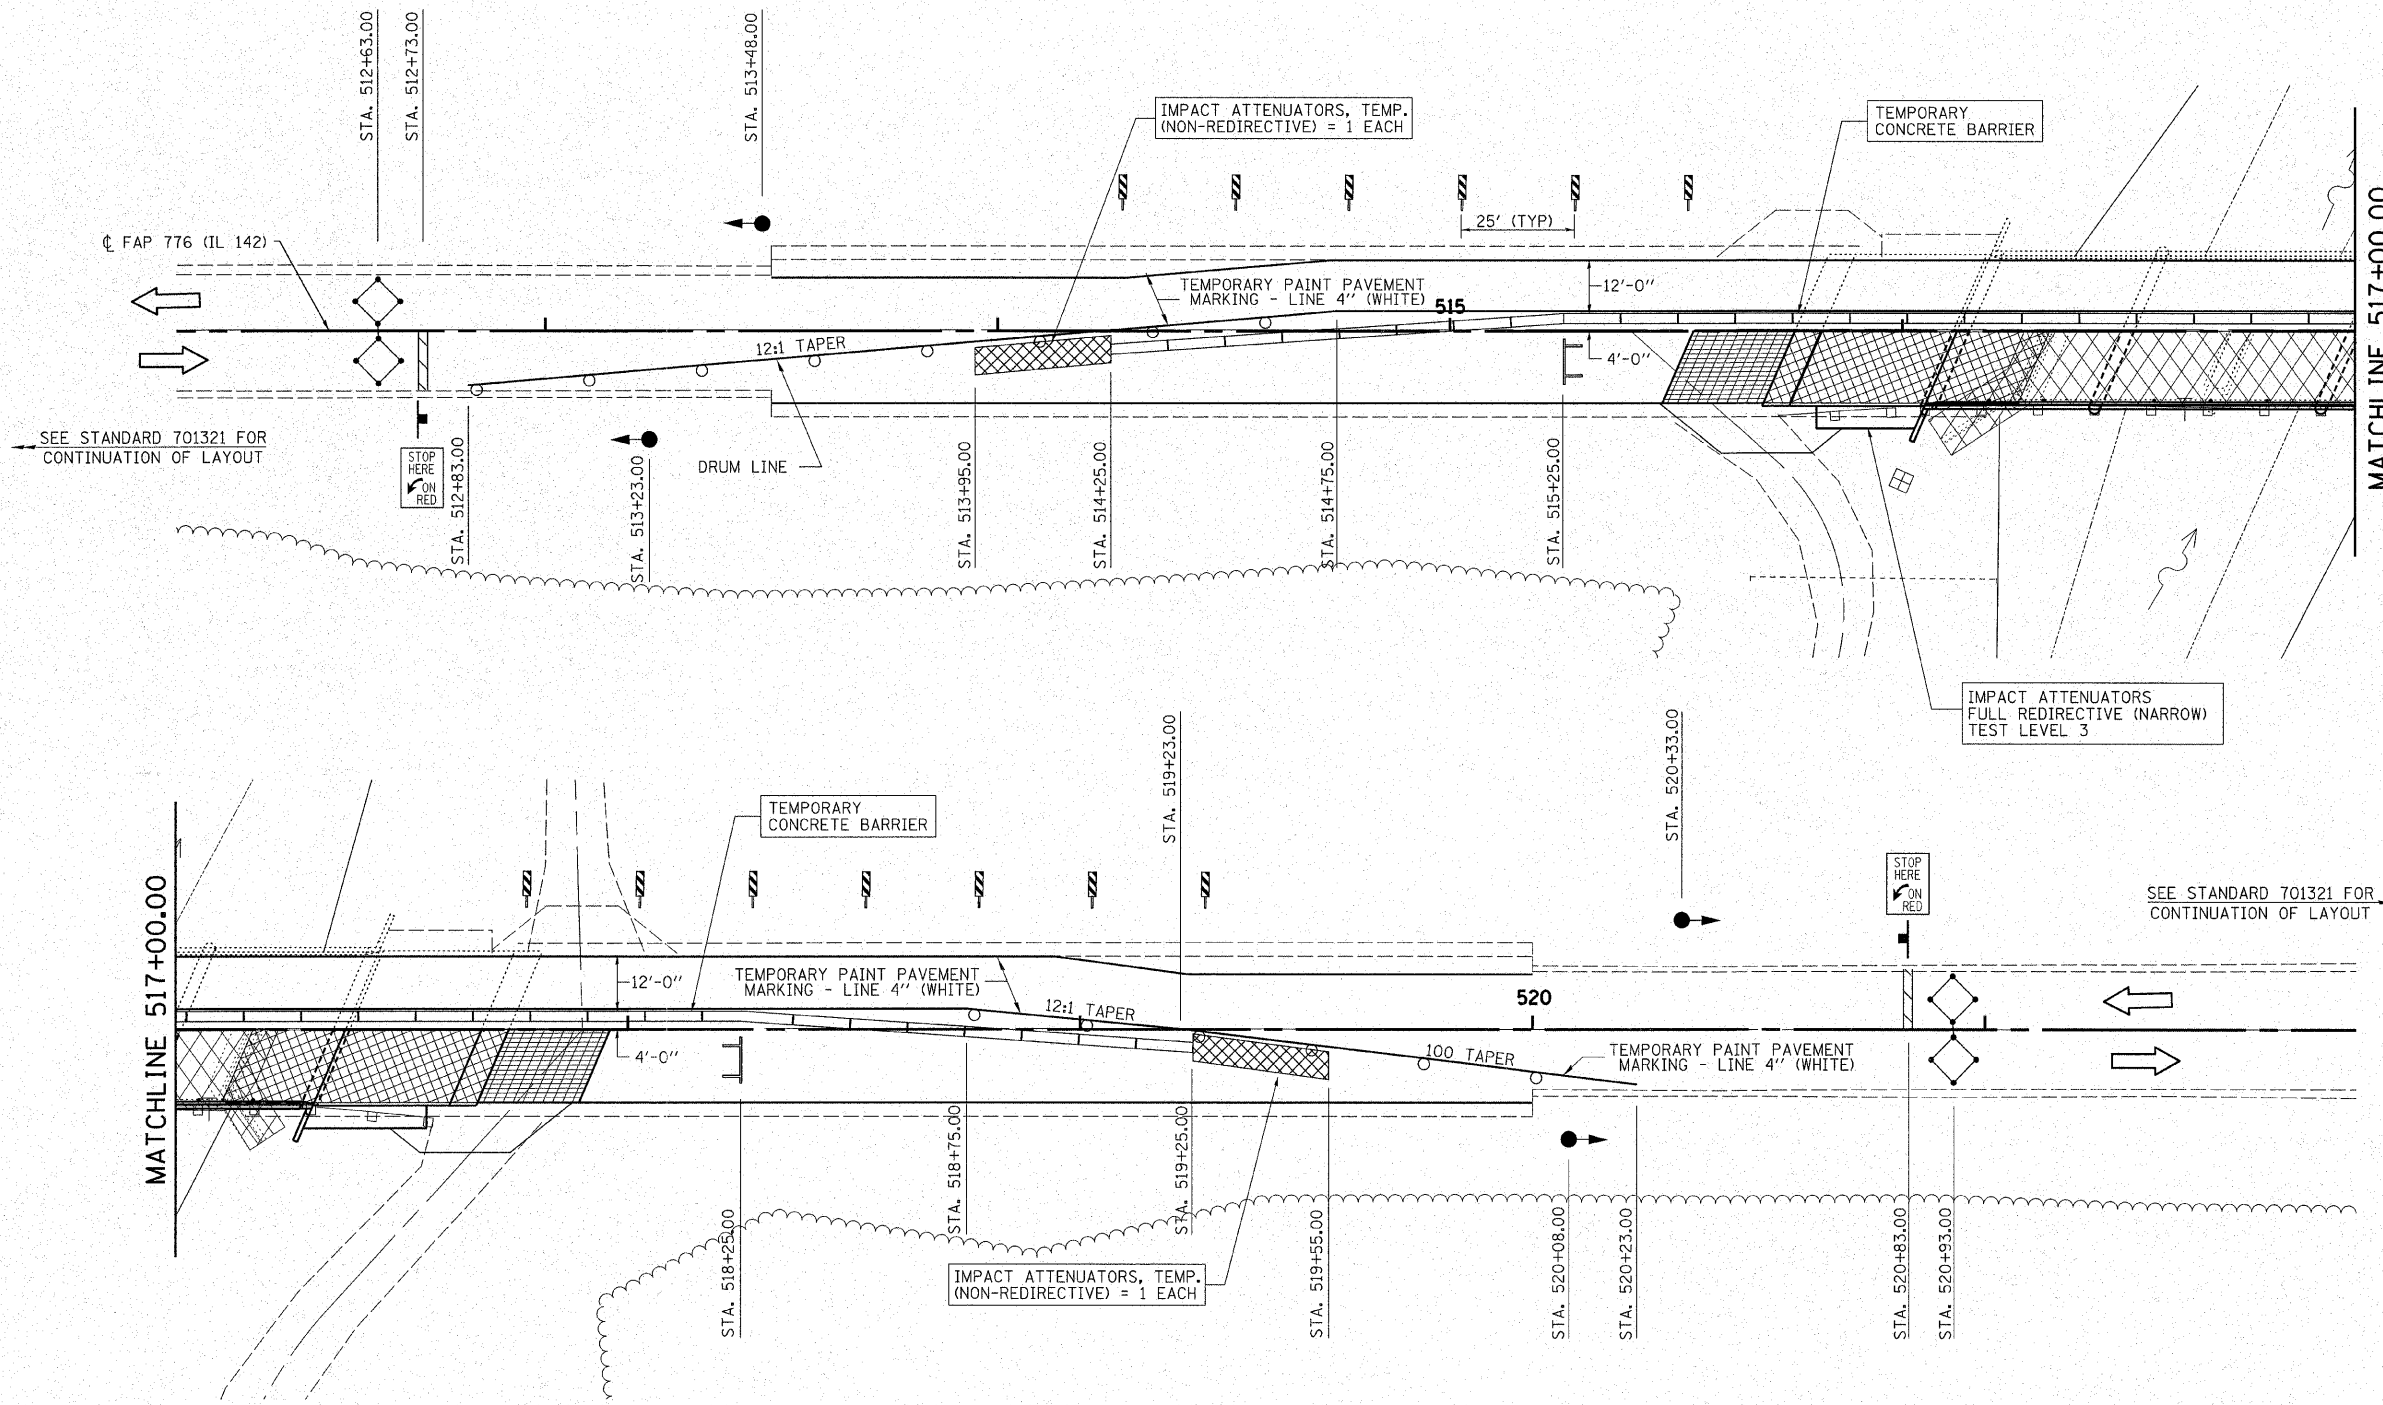 STA. 512+63.00
STA. 512+73.00
STA. 513+48.00
IMPACT ATTENUATORS, TEMP.
(NON-REDIRECTIVE) = 1 EACH
TEMPORARY
CONCRETE BARRIER
℄ FAP 776 (IL 142)
25' (TYP)
TEMPORARY PAINT PAVEMENT
MARKING - LINE 4'' (WHITE)
515
12'-0''
12:1 TAPER
4'-0''
MATCHLINE 517+00.00
SEE STANDARD 701321 FOR
CONTINUATION OF LAYOUT
STOP
HERE
ON
RED
STA. 512+83.00
STA. 513+23.00
DRUM LINE
STA. 513+95.00
STA. 514+25.00
STA. 514+75.00
STA. 515+25.00
IMPACT ATTENUATORS
FULL REDIRECTIVE (NARROW)
TEST LEVEL 3
STA. 519+23.00
STA. 520+33.00
TEMPORARY
CONCRETE BARRIER
STOP
HERE
ON
RED
SEE STANDARD 701321 FOR
CONTINUATION OF LAYOUT
MATCHLINE 517+00.00
12'-0''
TEMPORARY PAINT PAVEMENT
MARKING - LINE 4'' (WHITE)
12:1 TAPER
520
4'-0''
100 TAPER
TEMPORARY PAINT PAVEMENT
MARKING - LINE 4'' (WHITE)
STA. 518+25.00
STA. 518+75.00
STA. 519+25.00
STA. 519+55.00
STA. 520+08.00
STA. 520+23.00
STA. 520+83.00
STA. 520+93.00
IMPACT ATTENUATORS, TEMP.
(NON-REDIRECTIVE) = 1 EACH